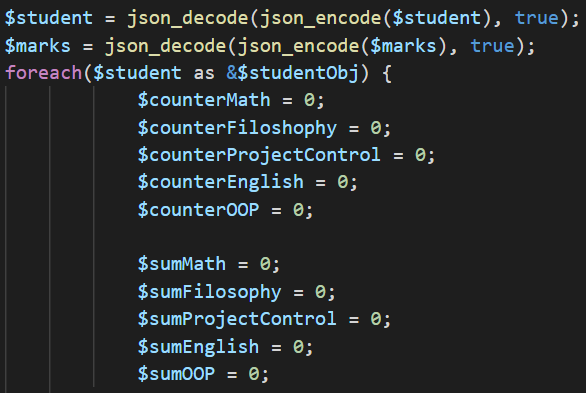 $student = json_decode(json_encode($student), true);
$marks = json_decode(json_encode($marks), true);
foreach($student as &$studentObj) {
$counterMath = 0;
$counterFiloshophy = 0;
$counterProjectControl = 0;
$counterEnglish = 0;
$counterOOP = 0;
$sumMath = 0;
$sumFilosophy = 0;
$sumProjectControl = 0;
$sumEnglish = 0;
$sumOOP = 0;